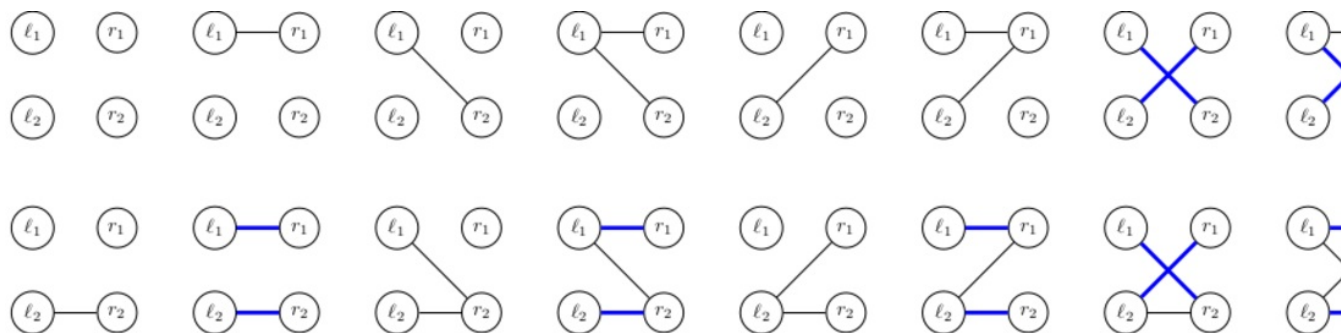 ℓ₁ r₁ ℓ₁ r₁ ℓ₁ r₁ ℓ₁ r₁ ℓ₁ r₁ ℓ₁ r₁ ℓ₁ r₁ ℓ₁
ℓ₂ r₂ ℓ₂ r₂ ℓ₂ r₂ ℓ₂ r₂ ℓ₂ r₂ ℓ₂ r₂ ℓ₂ r₂ ℓ₂
ℓ₁ r₁ ℓ₁ r₁ ℓ₁ r₁ ℓ₁ r₁ ℓ₁ r₁ ℓ₁ r₁ ℓ₁ r₁ ℓ₁
ℓ₂ r₂ ℓ₂ r₂ ℓ₂ r₂ ℓ₂ r₂ ℓ₂ r₂ ℓ₂ r₂ ℓ₂ r₂ ℓ₂